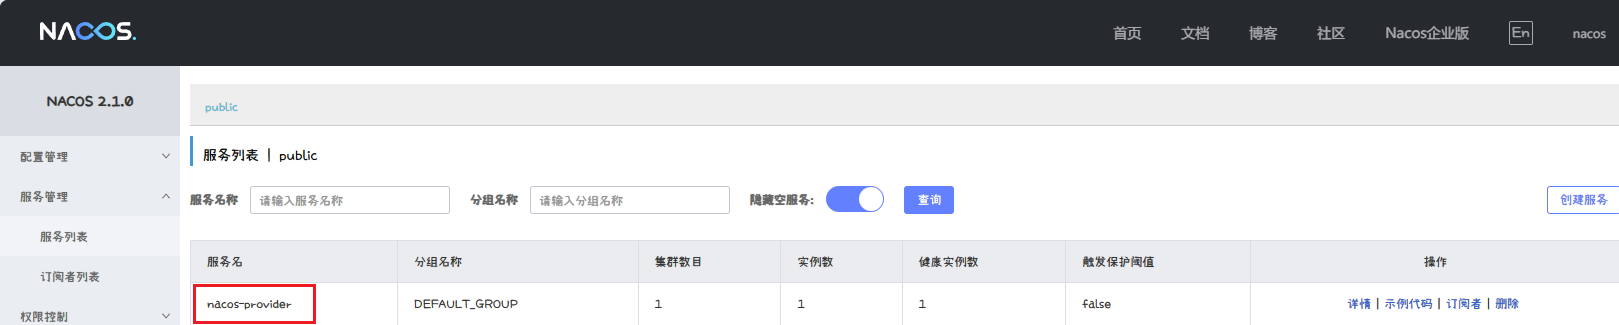 NACOS.
首页 文档 博客 社区 Nacos企业版 En nacos
NACOS 2.1.0
配置管理
服务管理
服务列表
订阅者列表
权限控制
public
服务列表 | public
服务名称 请输入服务名称 分组名称 请输入分组名称 隐藏空服务: 查询 创建服务
服务名 分组名称 集群数目 实例数 健康实例数 触发保护阈值 操作
nacos-provider DEFAULT_GROUP 1 1 1 false 详情 | 示例代码 | 订阅者 | 删除